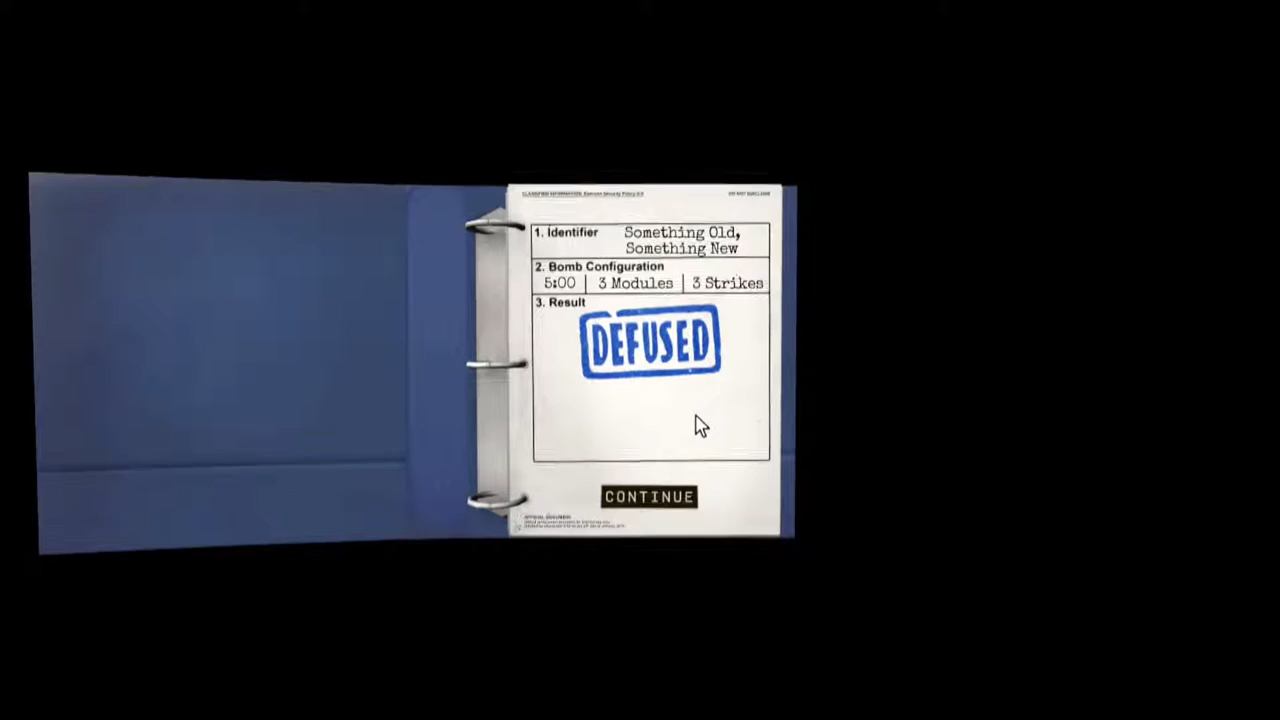 1. Identifier
Something Old,
Something New
2. Bomb Configuration
5:00 3 Modules 3 Strikes
3. Result
DEFUSED
CONTINUE